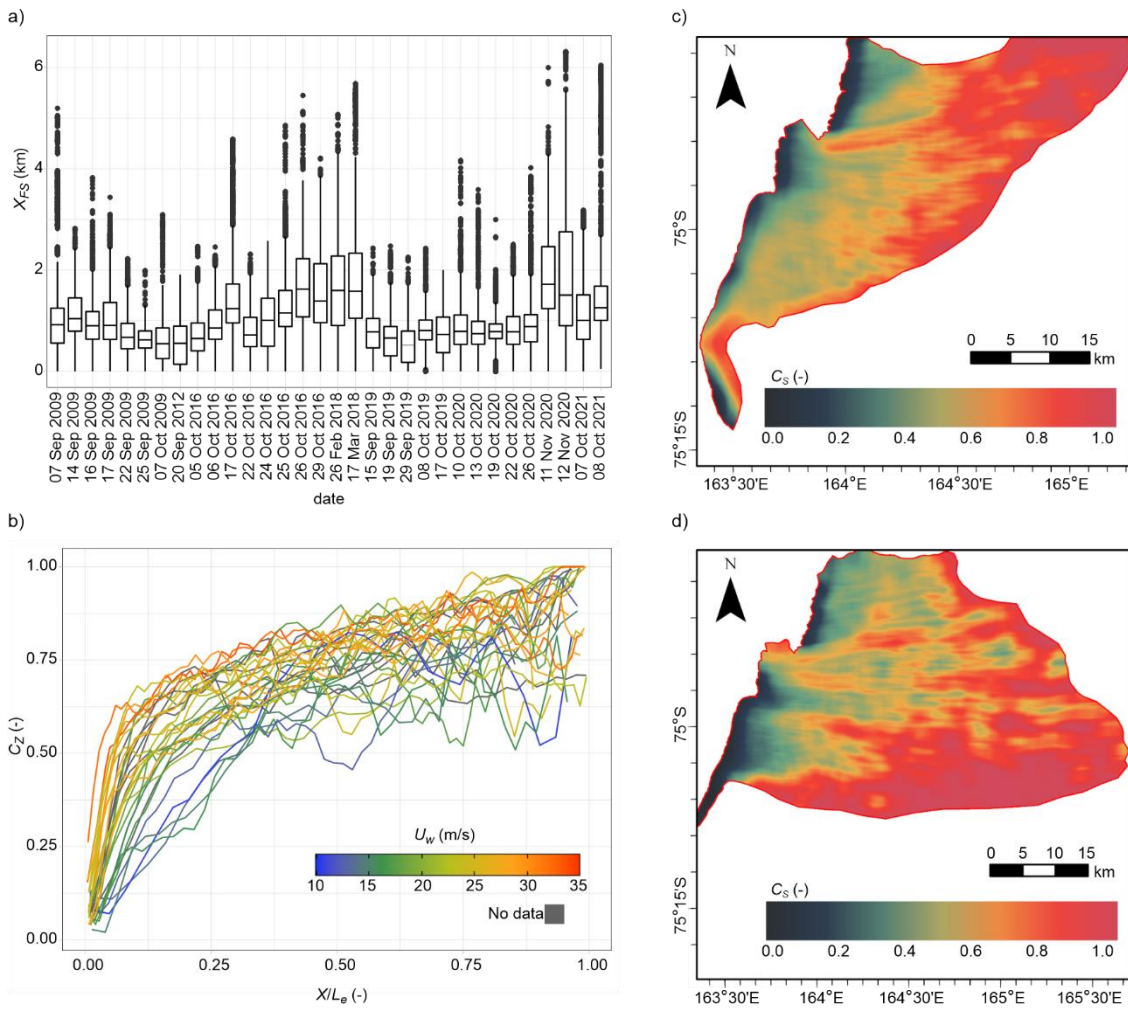 a)
X_FS (km)
6
4
2
0
07 Sep 2009
14 Sep 2009
16 Sep 2009
17 Sep 2009
22 Sep 2009
25 Sep 2009
07 Oct 2009
20 Sep 2012
05 Oct 2016
06 Oct 2016
17 Oct 2016
22 Oct 2016
24 Oct 2016
25 Oct 2016
26 Oct 2016
29 Oct 2016
26 Feb 2018
17 Mar 2018
15 Sep 2019
19 Sep 2019
29 Sep 2019
08 Oct 2019
17 Oct 2019
10 Oct 2020
13 Oct 2020
19 Oct 2020
22 Oct 2020
26 Oct 2020
11 Nov 2020
12 Nov 2020
07 Oct 2021
08 Oct 2021
date
b)
C_Z (-)
1.00
0.75
0.50
0.25
0.00
U_w (m/s)
10 15 20 25 30 35
No data
0.00 0.25 0.50 0.75 1.00
X/L_e (-)
c)
N
75°S
75°15'S
0 5 10 15
km
C_S (-)
0.0 0.2 0.4 0.6 0.8 1.0
163°30'E 164°E 164°30'E 165°E
d)
N
75°S
75°15'S
0 5 10 15
km
C_S (-)
0.0 0.2 0.4 0.6 0.8 1.0
163°30'E 164°E 164°30'E 165°E 165°30'E